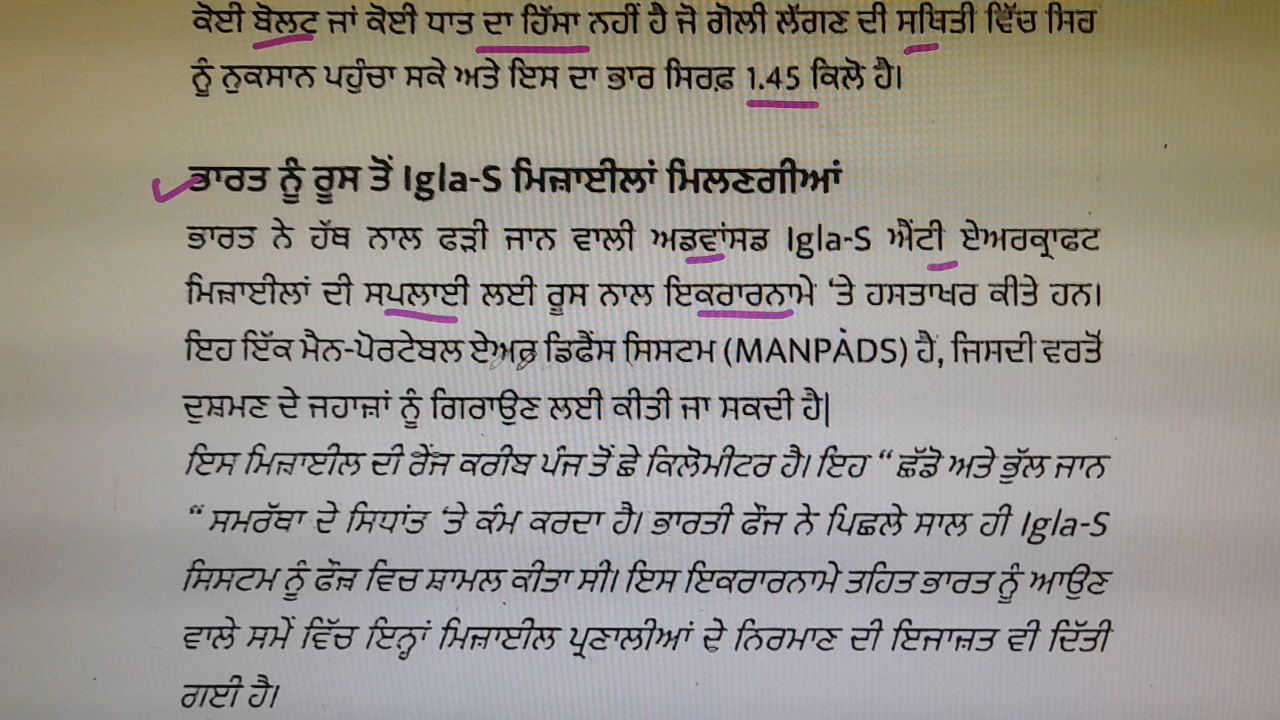 ਕੋਈ ਬੋਲਟ ਜਾਂ ਕੋਈ ਧਾਤ ਦਾ ਹਿੱਸਾ ਨਹੀਂ ਹੈ ਜੋ ਗੋਲੀ ਲੱਗਣ ਦੀ ਸਥਿਤੀ ਵਿੱਚ ਸਿਰ
ਨੂੰ ਨੁਕਸਾਨ ਪਹੁੰਚਾ ਸਕੇ ਅਤੇ ਇਸ ਦਾ ਭਾਰ ਸਿਰਫ਼ 1.45 ਕਿਲੋ ਹੈ।
ਭਾਰਤ ਨੂੰ ਰੂਸ ਤੋਂ Igla-S ਮਿਜ਼ਾਈਲਾਂ ਮਿਲਣਗੀਆਂ
ਭਾਰਤ ਨੇ ਹੱਥ ਨਾਲ ਫੜੀ ਜਾਨ ਵਾਲੀ ਅਡਵਾਂਸਡ Igla-S ਐਂਟੀ ਏਅਰਕ੍ਰਾਫਟ
ਮਿਜ਼ਾਈਲਾਂ ਦੀ ਸਪਲਾਈ ਲਈ ਰੂਸ ਨਾਲ ਇਕਰਾਰਨਾਮੇ ‘ਤੇ ਹਸਤਾਖਰ ਕੀਤੇ ਹਨ।
ਇਹ ਇੱਕ ਮੈਨ-ਪੋਰਟੇਬਲ ਏਅਰ ਡਿਫੈਂਸ ਸਿਸਟਮ (MANPADS) ਹੈ, ਜਿਸਦੀ ਵਰਤੋਂ
ਦੁਸ਼ਮਣ ਦੇ ਜਹਾਜ਼ਾਂ ਨੂੰ ਗਿਰਾਉਣ ਲਈ ਕੀਤੀ ਜਾ ਸਕਦੀ ਹੈ|
ਇਸ ਮਿਜ਼ਾਈਲ ਦੀ ਰੇਂਜ ਕਰੀਬ ਪੰਜ ਤੋਂ ਛੇ ਕਿਲੋਮੀਟਰ ਹੈ। ਇਹ “ ਛੱਡੋ ਅਤੇ ਭੁੱਲ ਜਾਨ
“ ਸਮਰੱਥਾ ਦੇ ਸਿਧਾਂਤ ‘ਤੇ ਕੰਮ ਕਰਦਾ ਹੈ। ਭਾਰਤੀ ਫੌਜ ਨੇ ਪਿਛਲੇ ਸਾਲ ਹੀ Igla-S
ਸਿਸਟਮ ਨੂੰ ਫੌਜ਼ ਵਿਚ ਸ਼ਾਮਲ ਕੀਤਾ ਸੀ। ਇਸ ਇਕਰਾਰਨਾਮੇ ਤਹਿਤ ਭਾਰਤ ਨੂੰ ਆਉਣ
ਵਾਲੇ ਸਮੇਂ ਵਿੱਚ ਇਨ੍ਹਾਂ ਮਿਜ਼ਾਈਲ ਪ੍ਰਣਾਲੀਆਂ ਦੇ ਨਿਰਮਾਣ ਦੀ ਇਜਾਜ਼ਤ ਵੀ ਦਿੱਤੀ
ਗਈ ਹੈ।